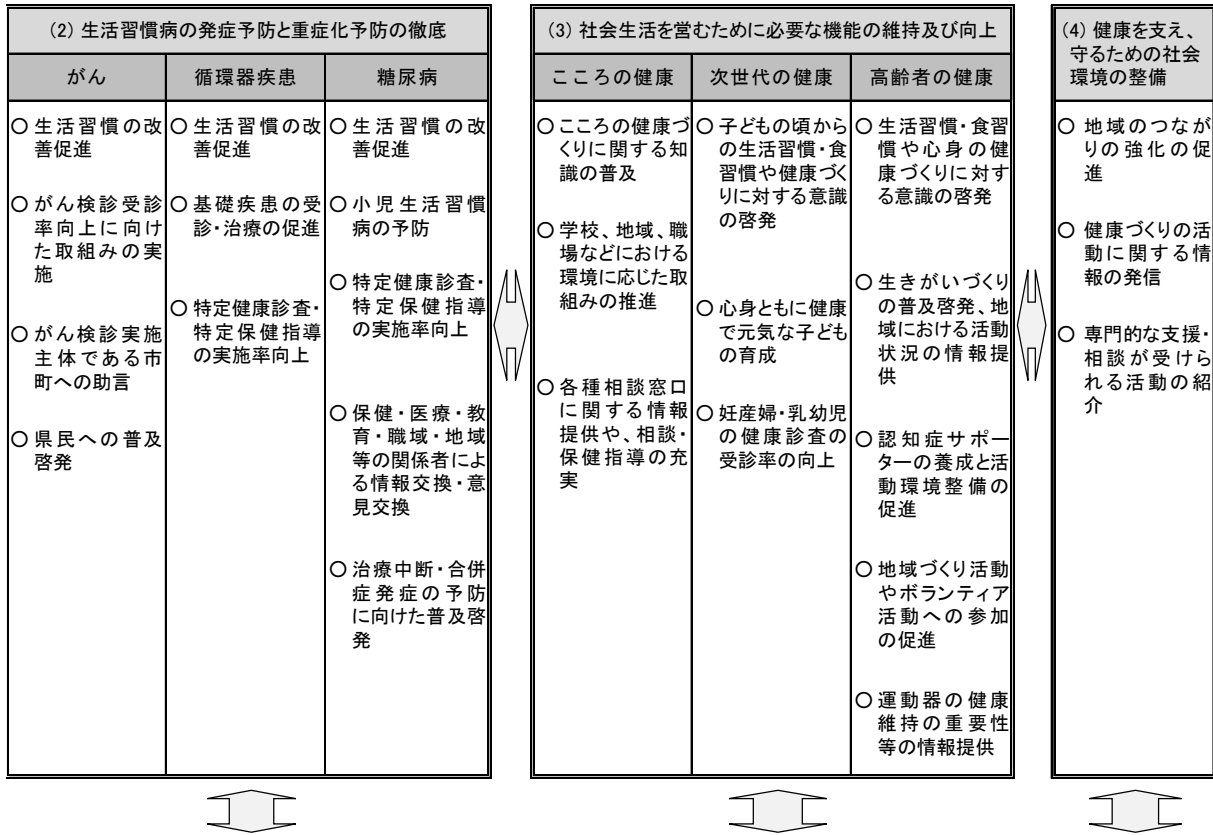 (2) 生活習慣病の発症予防と重症化予防の徹底
がん
○ 生活習慣の改
善促進
○ がん検診受診
率向上に向け
た取組みの実
施
○ がん検診実施
主体である市
町への助言
○ 県民への普及
啓発
循環器疾患
○ 生活習慣の改
善促進
○ 基礎疾患の受
診・治療の促進
○ 特定健康診査・
特定保健指導
の実施率向上
糖尿病
○ 生活習慣の改
善促進
○ 小児生活習慣
病の予防
○ 特定健康診査・
特定保健指導
の実施率向上
○ 保健・医療・教
育・職域・地域
等の関係者によ
る情報交換・意
見交換
○ 治療中断・合併
症発症の予防
に向けた普及啓
発
(3) 社会生活を営むために必要な機能の維持及び向上
こころの健康
○ こころの健康づ
くりに関する知
識の普及
○ 学校、地域、職
場などにおける
環境に応じた取
組みの推進
○ 各種相談窓口
に関する情報
提供や、相談・
保健指導の充
実
次世代の健康
○ 子どもの頃から
の生活習慣・食
習慣や健康づく
りに対する意識
の啓発
○ 心身ともに健康
で元気な子ども
の育成
○ 妊産婦・乳幼児
の健康診査の
受診率の向上
高齢者の健康
○ 生活習慣・食習
慣や心身の健
康づくりに対す
る意識の啓発
○ 生きがいづくり
の普及啓発、地
域における活動
状況の情報提
供
○ 認知症サポー
ターの養成と活
動環境整備の
促進
○ 地域づくり活動
やボランティア
活動への参加
の促進
○ 運動器の健康
維持の重要性
等の情報提供
(4) 健康を支え、
守るための社会
環境の整備
○ 地域のつなが
りの強化の促
進
○ 健康づくりの活
動に関する情
報の発信
○ 専門的な支援・
相談が受けら
れる活動の紹
介